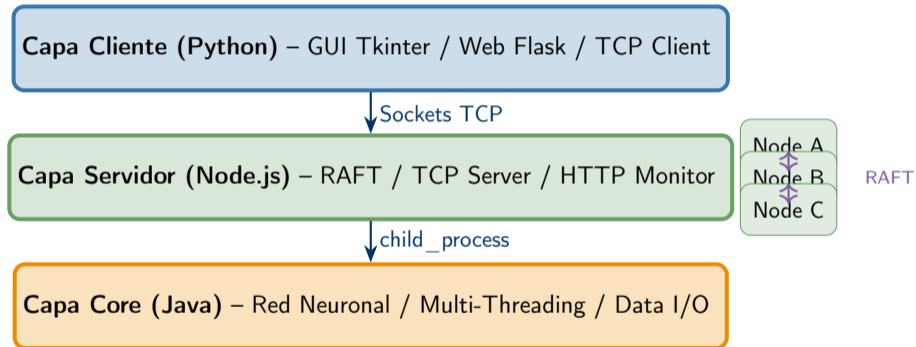 Capa Cliente (Python) – GUI Tkinter / Web Flask / TCP Client
Sockets TCP
Capa Servidor (Node.js) – RAFT / TCP Server / HTTP Monitor
Node A
Node B
Node C
RAFT
child_process
Capa Core (Java) – Red Neuronal / Multi-Threading / Data I/O